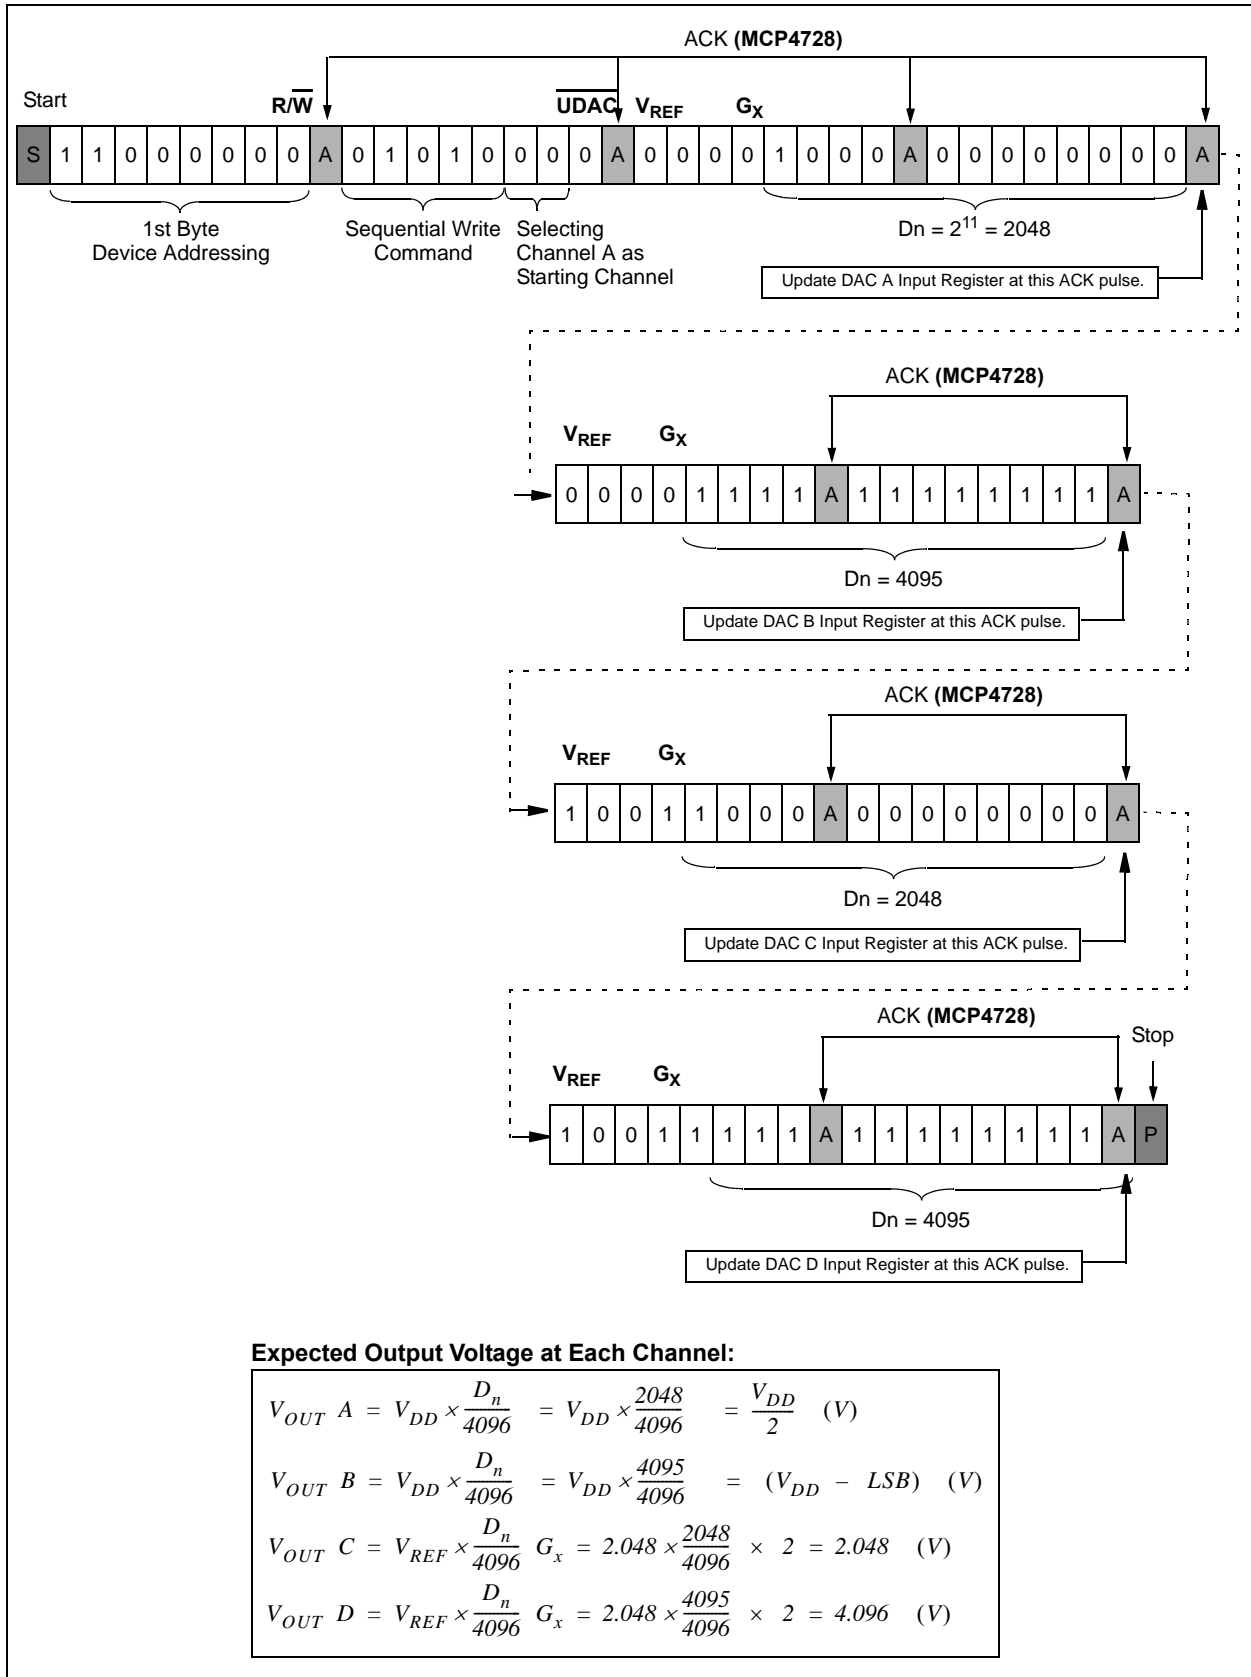 ACK (MCP4728)
Start R/W UDAC VREF GX
S 1 1 0 0 0 0 0 0 A 0 1 0 1 0 0 0 0 A 0 0 0 0 1 0 0 0 A 0 0 0 0 0 0 0 0 A
1st Byte
Device Addressing
Sequential Write
Command
Selecting
Channel A as
Starting Channel
Dn = 2^11 = 2048
Update DAC A Input Register at this ACK pulse.
ACK (MCP4728)
VREF GX
0 0 0 0 1 1 1 1 A 1 1 1 1 1 1 1 1 A
Dn = 4095
Update DAC B Input Register at this ACK pulse.
ACK (MCP4728)
VREF GX
1 0 0 1 1 0 0 0 A 0 0 0 0 0 0 0 0 A
Dn = 2048
Update DAC C Input Register at this ACK pulse.
ACK (MCP4728)
Stop
VREF GX
1 0 0 1 1 1 1 1 A 1 1 1 1 1 1 1 1 A P
Dn = 4095
Update DAC D Input Register at this ACK pulse.
Expected Output Voltage at Each Channel:
VOUT A = VDD × Dn/4096 = VDD × 2048/4096 = VDD/2 (V)
VOUT B = VDD × Dn/4096 = VDD × 4095/4096 = (VDD – LSB) (V)
VOUT C = VREF × Dn/4096 Gx = 2.048 × 2048/4096 × 2 = 2.048 (V)
VOUT D = VREF × Dn/4096 Gx = 2.048 × 4095/4096 × 2 = 4.096 (V)